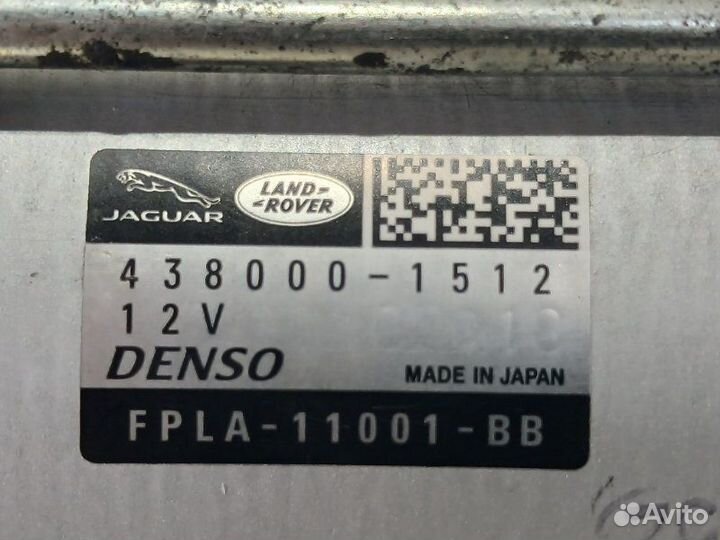 JAGUAR
LAND-
-ROVER
438000-1512
12V
DENSO
MADE IN JAPAN
FPLA-11001-BB
Avito